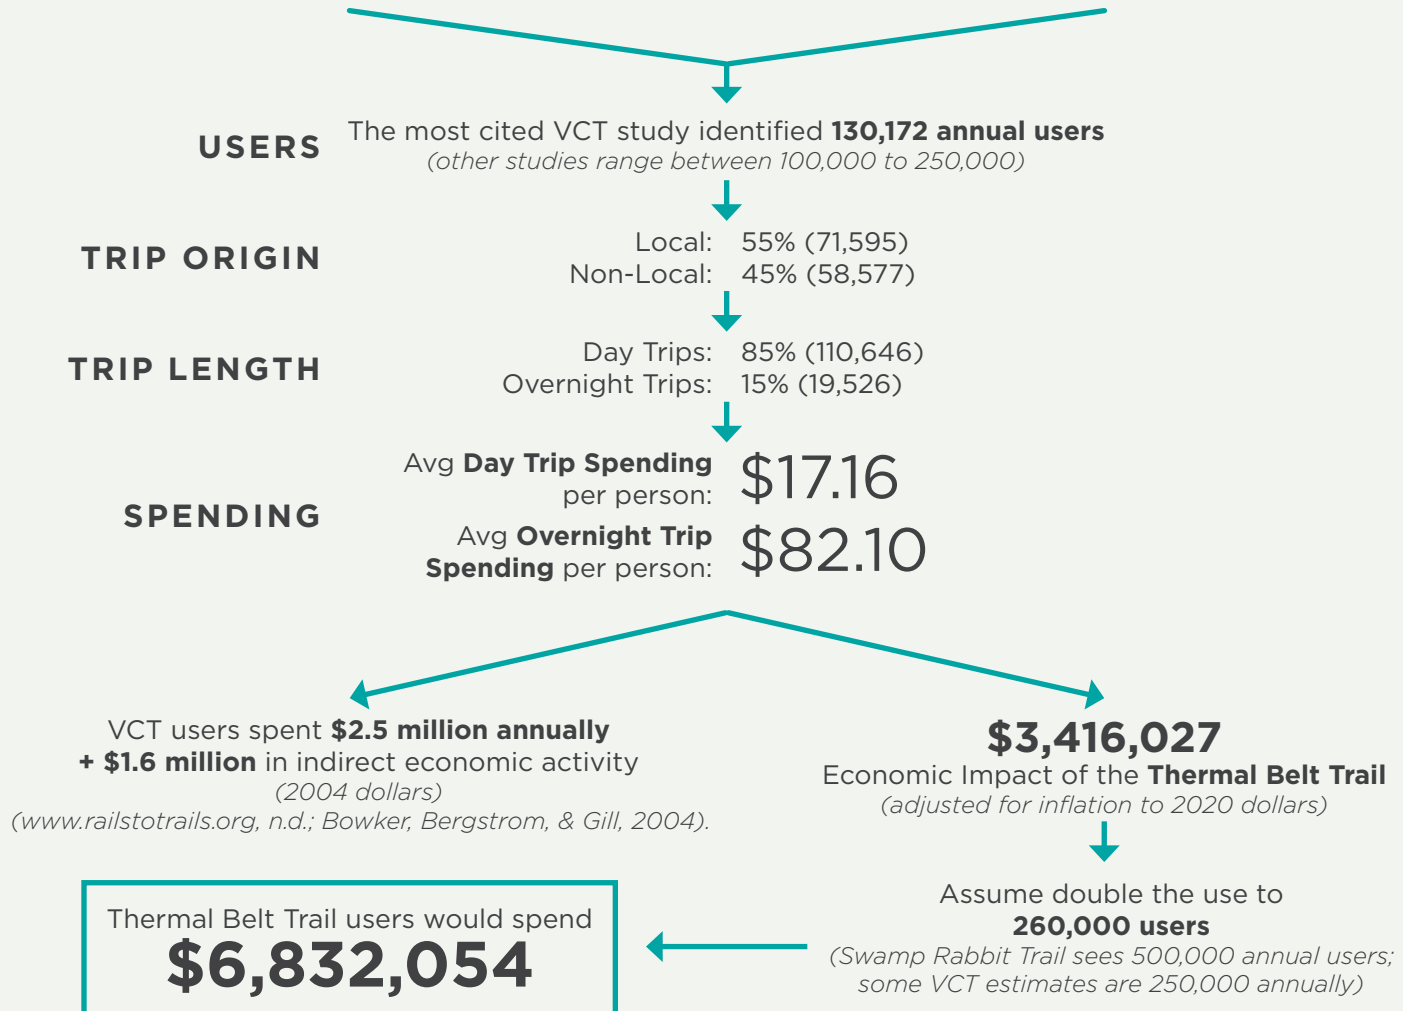 USERS
The most cited VCT study identified 130,172 annual users
(other studies range between 100,000 to 250,000)
TRIP ORIGIN
Local: 55% (71,595)
Non-Local: 45% (58,577)
TRIP LENGTH
Day Trips: 85% (110,646)
Overnight Trips: 15% (19,526)
SPENDING
Avg Day Trip Spending
per person: $17.16
Avg Overnight Trip
Spending per person: $82.10
VCT users spent $2.5 million annually
+ $1.6 million in indirect economic activity
(2004 dollars)
(www.railstotrails.org, n.d.; Bowker, Bergstrom, & Gill, 2004).
$3,416,027
Economic Impact of the Thermal Belt Trail
(adjusted for inflation to 2020 dollars)
Assume double the use to
260,000 users
(Swamp Rabbit Trail sees 500,000 annual users;
some VCT estimates are 250,000 annually)
Thermal Belt Trail users would spend
$6,832,054